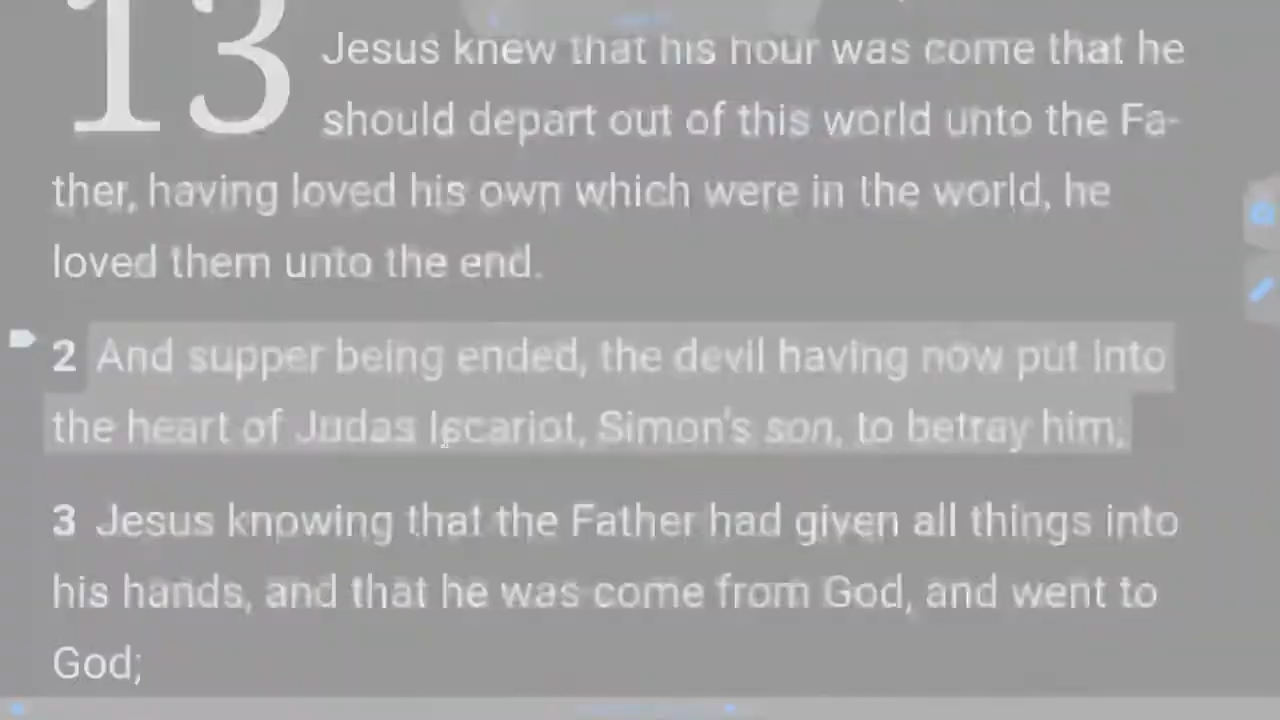 13
Jesus knew that his hour was come that he
should depart out of this world unto the Fa-
ther, having loved his own which were in the world, he
loved them unto the end.
2 And supper being ended, the devil having now put into
the heart of Judas Iscariot, Simon's son, to betray him;
3 Jesus knowing that the Father had given all things into
his hands, and that he was come from God, and went to
God;